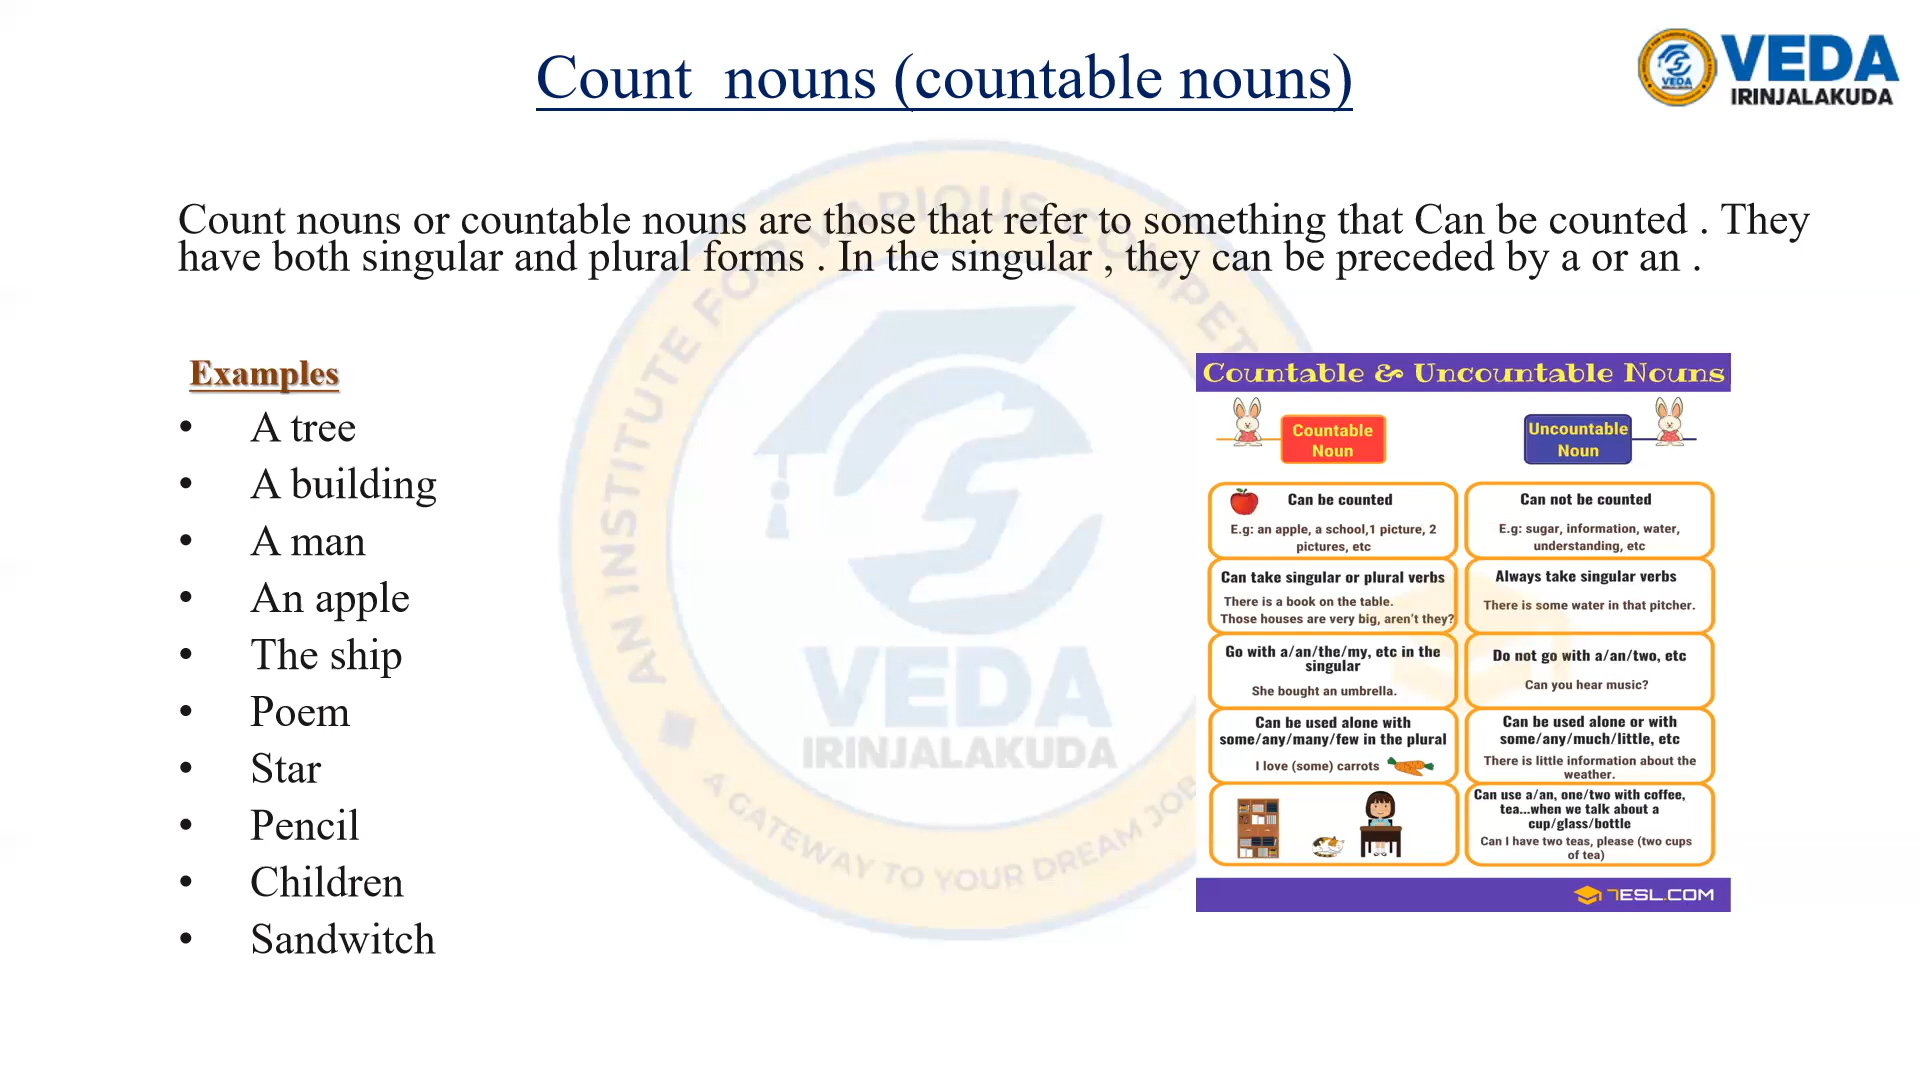 Count nouns (countable nouns)
VEDA
VEDA
IRINJALAKUDA
Count nouns or countable nouns are those that refer to something that Can be counted . They
have both singular and plural forms . In the singular , they can be preceded by a or an .
Examples
• A tree
• A building
• A man
• An apple
• The ship
• Poem
• Star
• Pencil
• Children
• Sandwitch
AN INSTITUTE FOR VARIOUS COMPET
VEDA
IRINJALAKUDA
A GATEWAY TO YOUR DREAM JOB
Countable & Uncountable Nouns
Countable
Noun
Uncountable
Noun
Can be counted
E.g: an apple, a school,1 picture, 2
pictures, etc
Can not be counted
E.g: sugar, information, water,
understanding, etc
Can take singular or plural verbs
There is a book on the table.
Those houses are very big, aren't they?
Always take singular verbs
There is some water in that pitcher.
Go with a/an/the/my, etc in the
singular
She bought an umbrella.
Do not go with a/an/two, etc
Can you hear music?
Can be used alone with
some/any/many/few in the plural
I love (some) carrots
Can be used alone or with
some/any/much/little, etc
There is little information about the
weather.
Can use a/an, one/two with coffee,
tea...when we talk about a
cup/glass/bottle
Can I have two teas, please (two cups
of tea)
7ESL.COM